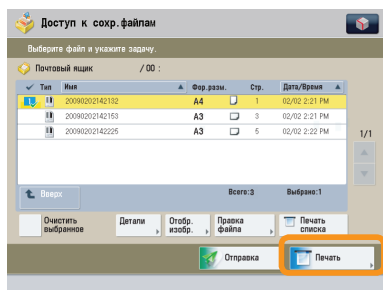 Доступ к сохр.файлам
Выберите файл и укажите задачу.
Почтовый ящик / 00 :
Тип Имя Фор.разм. Стр. Дата/Время
1 20090202142132 A4 1 02/02 2:21 PM
20090202142153 A3 3 02/02 2:21 PM
20090202142225 A3 5 02/02 2:22 PM
1/1
Вверх Всего:3 Выбрано:1
Очистить выбранное Детали Отобр. изобр. Правка файла Печать списка
Отправка Печать